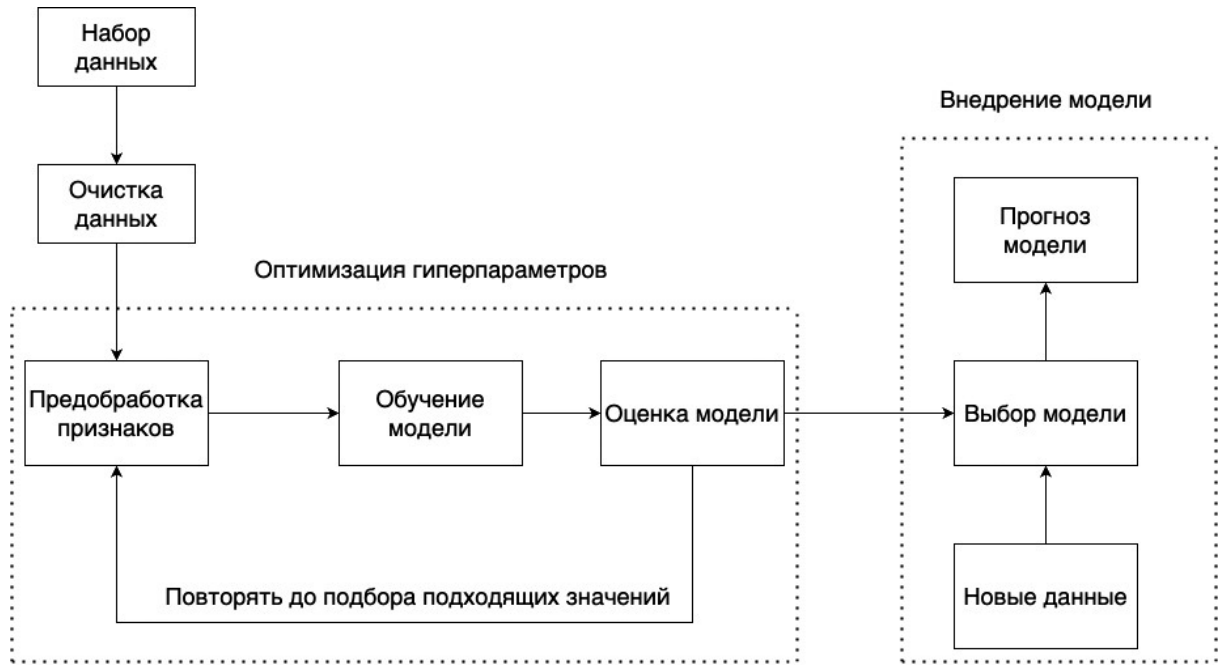 Набор
данных
Внедрение модели
Очистка
данных
Прогноз
модели
Оптимизация гиперпараметров
Предобработка
признаков
Обучение
модели
Оценка модели
Выбор модели
Повторять до подбора подходящих значений
Новые данные